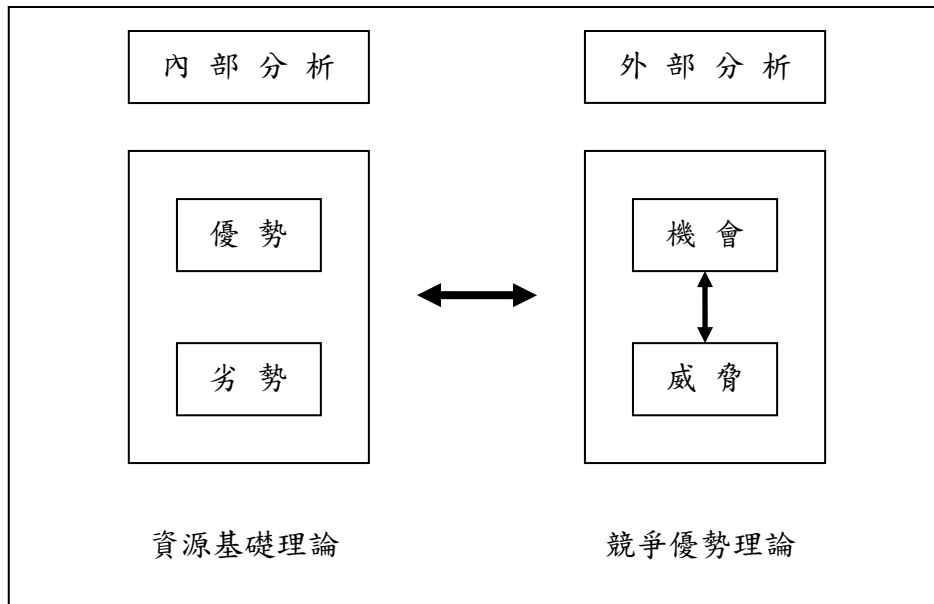 內部分析
外部分析
優勢
機會
劣勢
威脅
資源基礎理論
競爭優勢理論